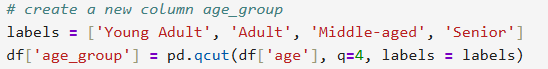 # create a new column age_group
labels = ['Young Adult', 'Adult', 'Middle-aged', 'Senior']
df['age_group'] = pd.qcut(df['age'], q=4, labels = labels)